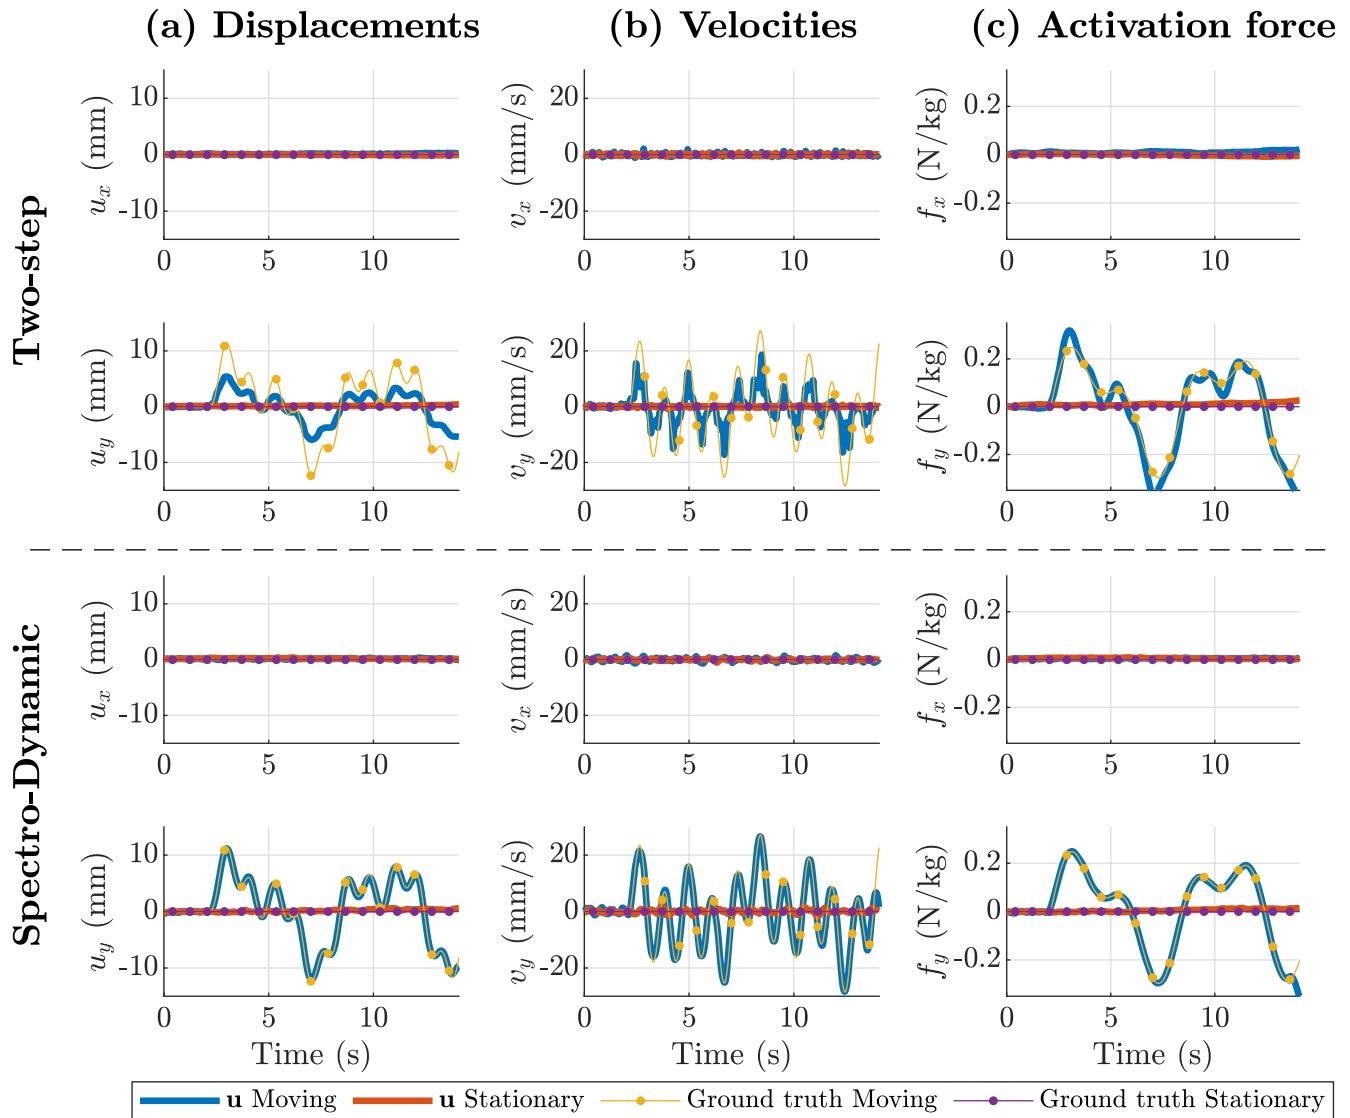 (a) Displacements (b) Velocities (c) Activation force
Two-step
u_x (mm)
10
0
-10
0 5 10
v_x (mm/s)
20
0
-20
0 5 10
f_x (N/kg)
0.2
0
-0.2
0 5 10
u_y (mm)
10
0
-10
0 5 10
v_y (mm/s)
20
0
-20
0 5 10
f_y (N/kg)
0.2
0
-0.2
0 5 10
Spectro-Dynamic
u_x (mm)
10
0
-10
0 5 10
v_x (mm/s)
20
0
-20
0 5 10
f_x (N/kg)
0.2
0
-0.2
0 5 10
u_y (mm)
10
0
-10
0 5 10
Time (s)
v_y (mm/s)
20
0
-20
0 5 10
Time (s)
f_y (N/kg)
0.2
0
-0.2
0 5 10
Time (s)
u Moving u Stationary Ground truth Moving Ground truth Stationary